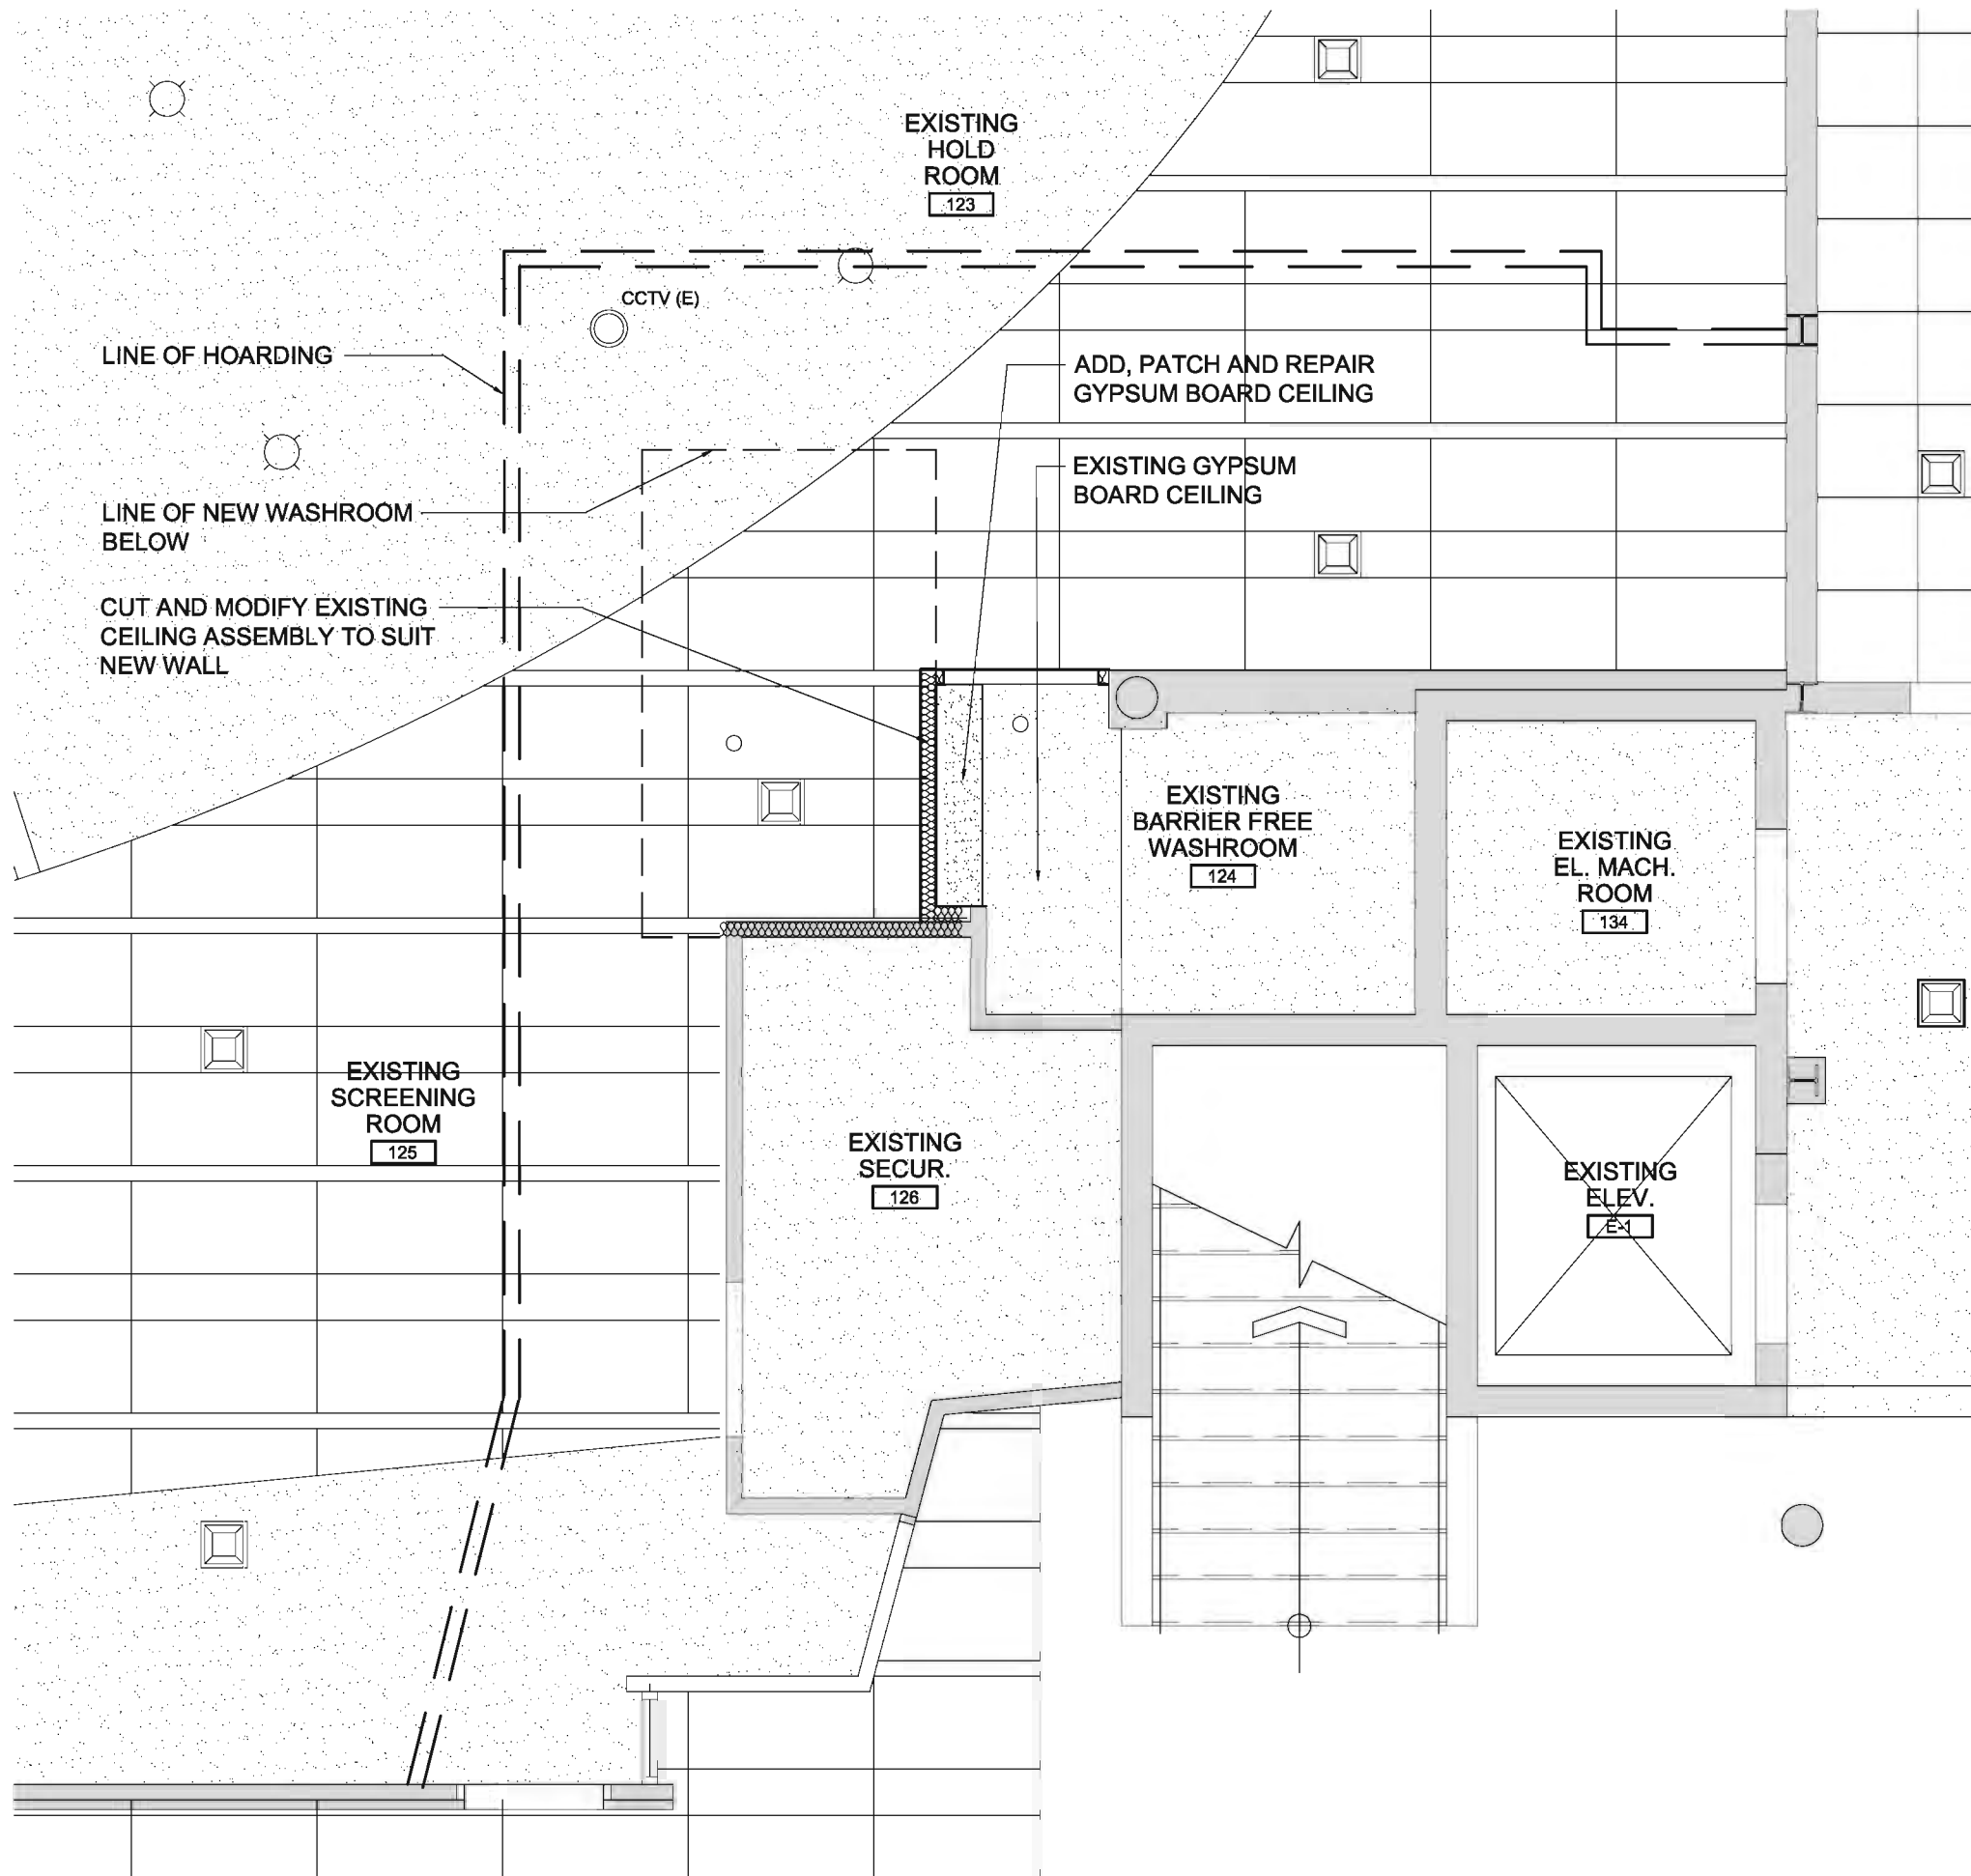 EXISTING
HOLD
ROOM
123
CCTV (E)
LINE OF HOARDING
ADD, PATCH AND REPAIR
GYPSUM BOARD CEILING
EXISTING GYPSUM
BOARD CEILING
LINE OF NEW WASHROOM
BELOW
CUT AND MODIFY EXISTING
CEILING ASSEMBLY TO SUIT
NEW WALL
EXISTING
BARRIER FREE
WASHROOM
124
EXISTING
EL. MACH.
ROOM
134
EXISTING
SCREENING
ROOM
125
EXISTING
SECUR.
126
EXISTING
ELEV.
E-1